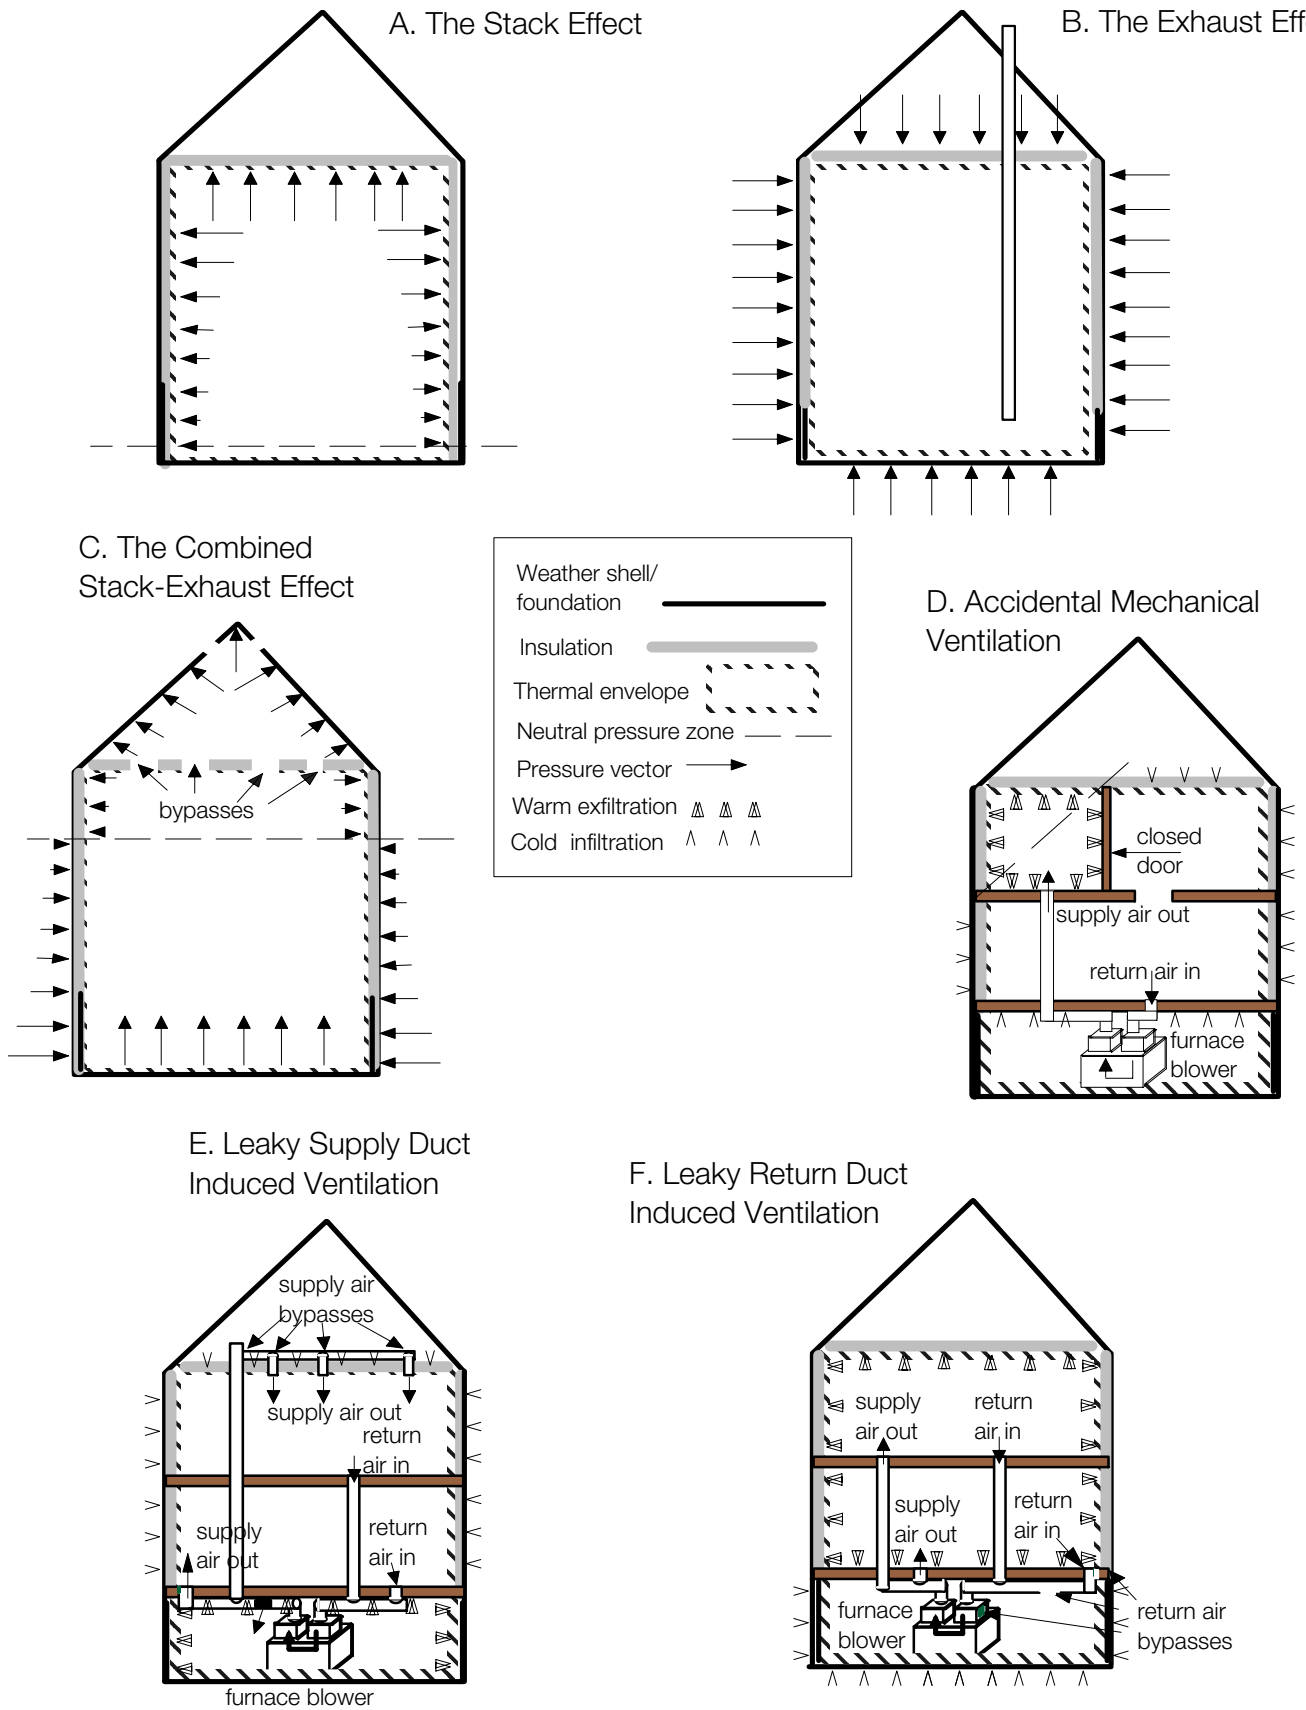 A. The Stack Effect
B. The Exhaust Eff
C. The Combined
Stack-Exhaust Effect
bypasses
Weather shell/
foundation
Insulation
Thermal envelope
Neutral pressure zone
Pressure vector
Warm exfiltration
Cold infiltration
D. Accidental Mechanical
Ventilation
closed
door
supply air out
return air in
furnace
blower
E. Leaky Supply Duct
Induced Ventilation
supply air
bypasses
supply air out
return
air in
supply
air out
return
air in
furnace blower
F. Leaky Return Duct
Induced Ventilation
supply
air out
return
air in
supply
air out
return
air in
furnace
blower
return air
bypasses